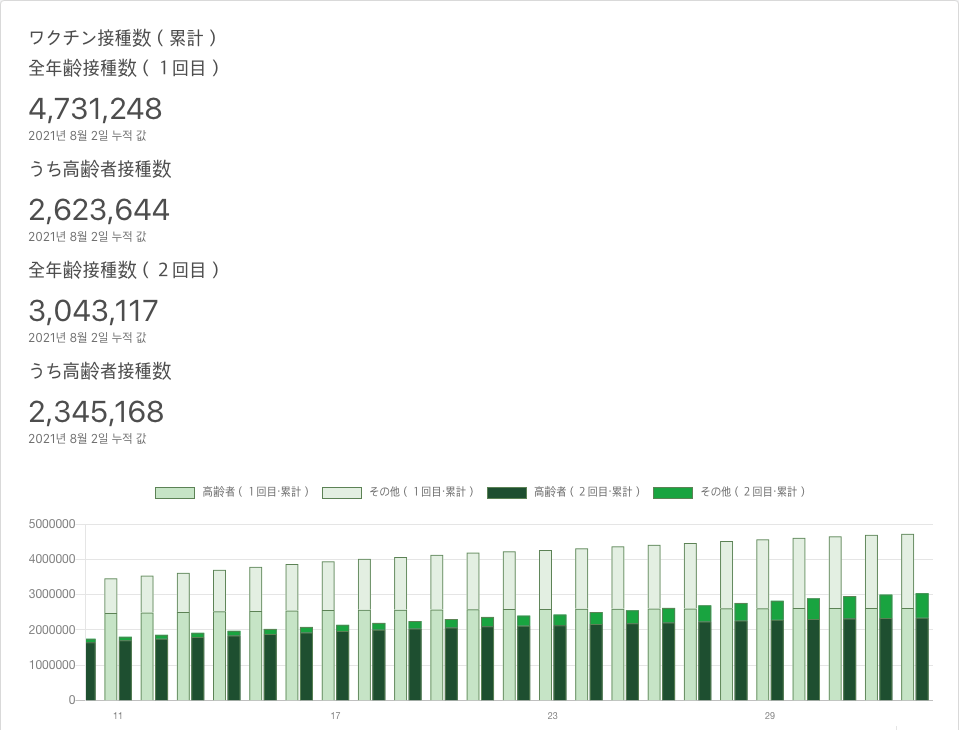 ワクチン接種数(累計)
全年齢接種数(1回目)
4,731,248
2021년 8월 2일 누적 값
うち高齢者接種数
2,623,644
2021년 8월 2일 누적 값
全年齢接種数(2回目)
3,043,117
2021년 8월 2일 누적 값
うち高齢者接種数
2,345,168
2021년 8월 2일 누적 값
高齢者(1回目·累計) その他(1回目·累計) 高齢者(2回目·累計) その他(2回目·累計)
5000000
4000000
3000000
2000000
1000000
0
11 17 23 29